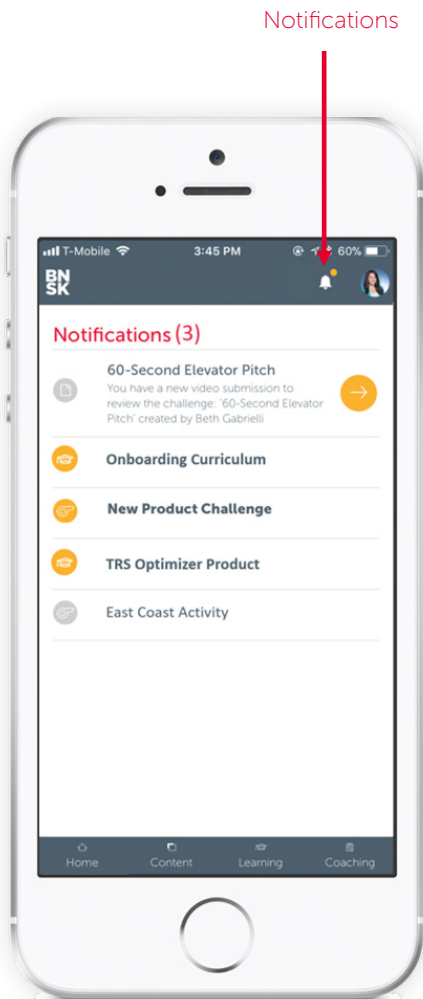 Notifications
T-Mobile 3:45 PM 60%
BN
SK
Notifications (3)
60-Second Elevator Pitch
You have a new video submission to
review the challenge: '60-Second Elevator
Pitch' created by Beth Gabrielli
Onboarding Curriculum
New Product Challenge
TRS Optimizer Product
East Coast Activity
Home Content Learning Coaching